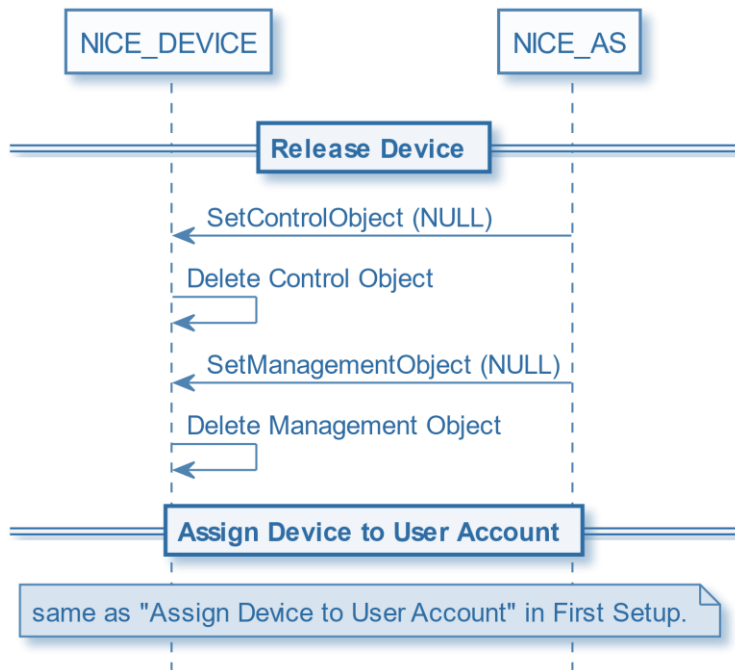 NICE_DEVICE
NICE_AS
Release Device
SetControlObject (NULL)
Delete Control Object
SetManagementObject (NULL)
Delete Management Object
Assign Device to User Account
same as "Assign Device to User Account" in First Setup.